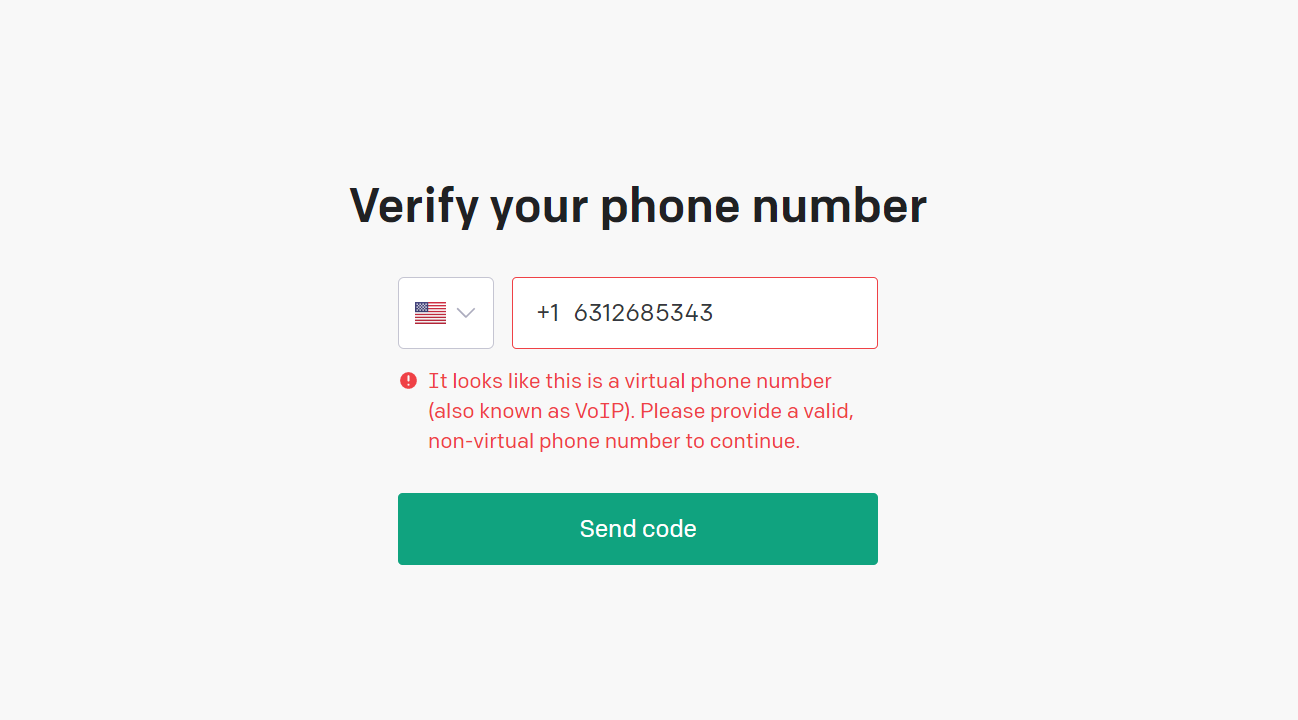 Verify your phone number
+1 6312685343
It looks like this is a virtual phone number
(also known as VoIP). Please provide a valid,
non-virtual phone number to continue.
Send code